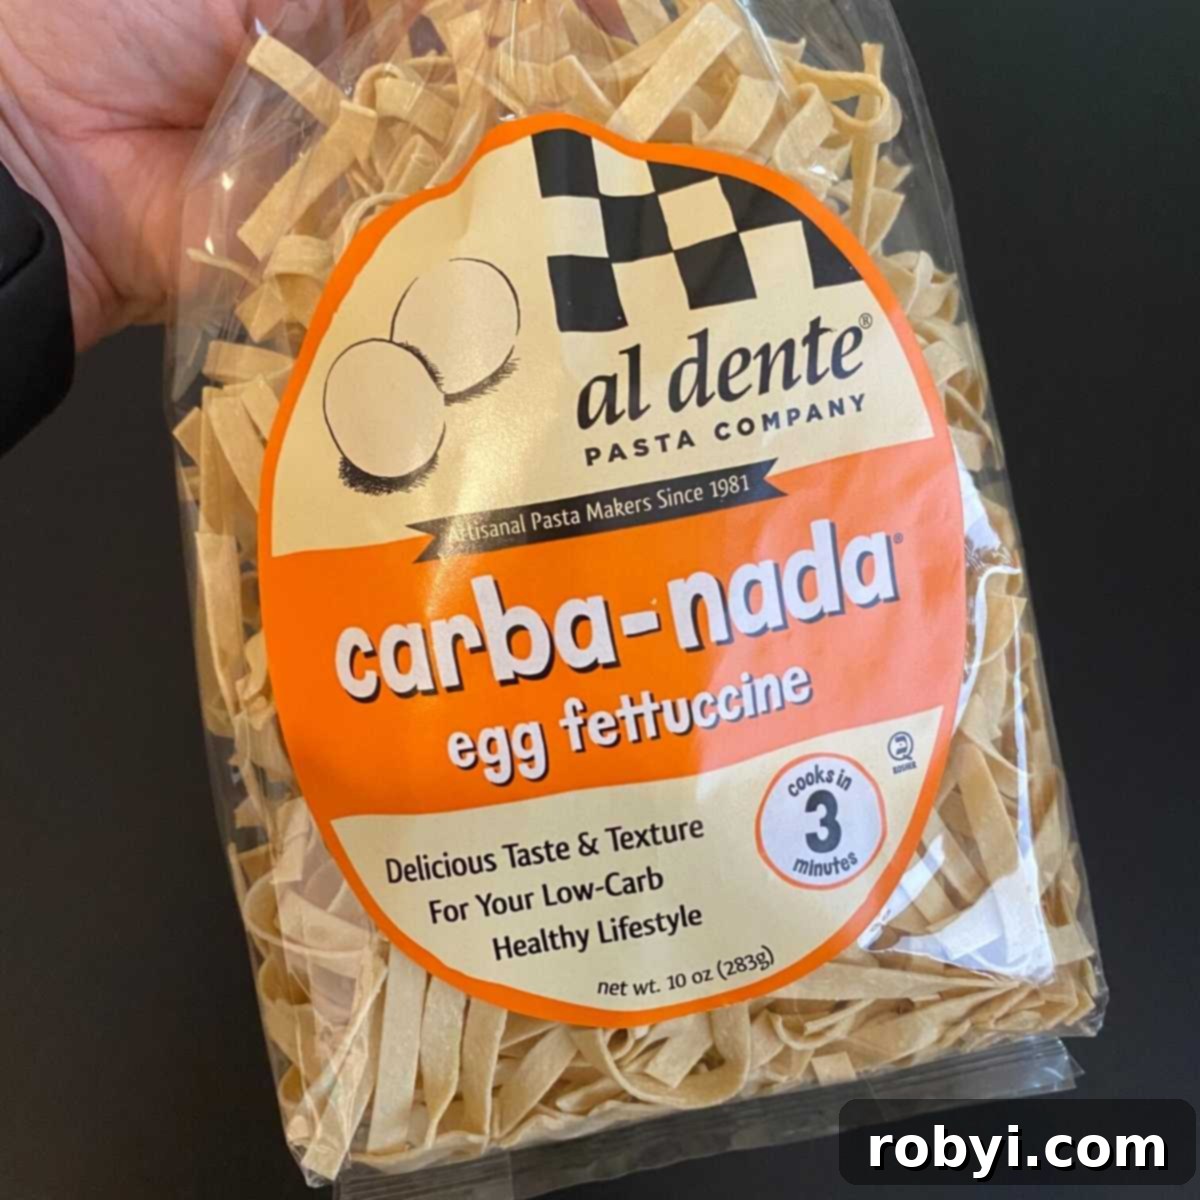 al dente®
PASTA COMPANY
Artisanal Pasta Makers Since 1981
carba-nada®
egg fettuccine
cooks in
3
minutes
KOSHER
Delicious Taste & Texture
For Your Low-Carb
Healthy Lifestyle
net wt. 10 oz (283g)
robyi.com